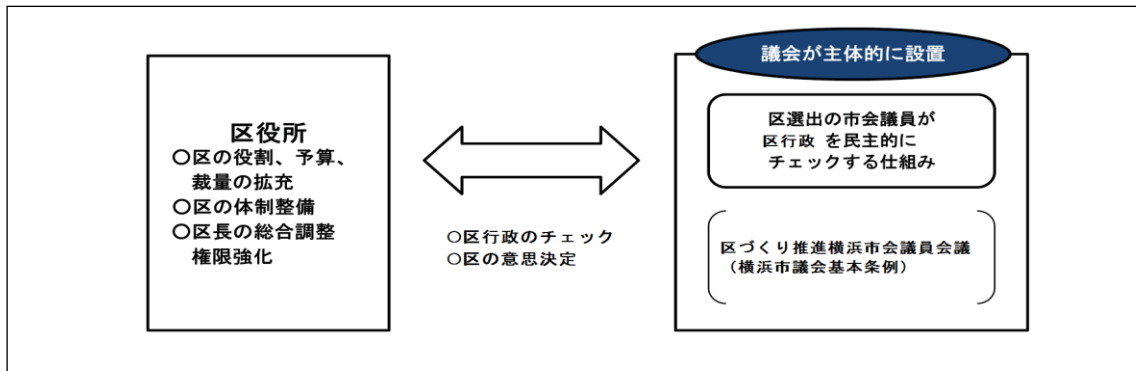 区役所
○区の役割、予算、
裁量の拡充
○区の体制整備
○区長の総合調整
権限強化
○区行政のチェック
○区の意思決定
議会が主体的に設置
区選出の市会議員が
区行政 を民主的に
チェックする仕組み
区づくり推進横浜市会議員会議
（横浜市議会基本条例）